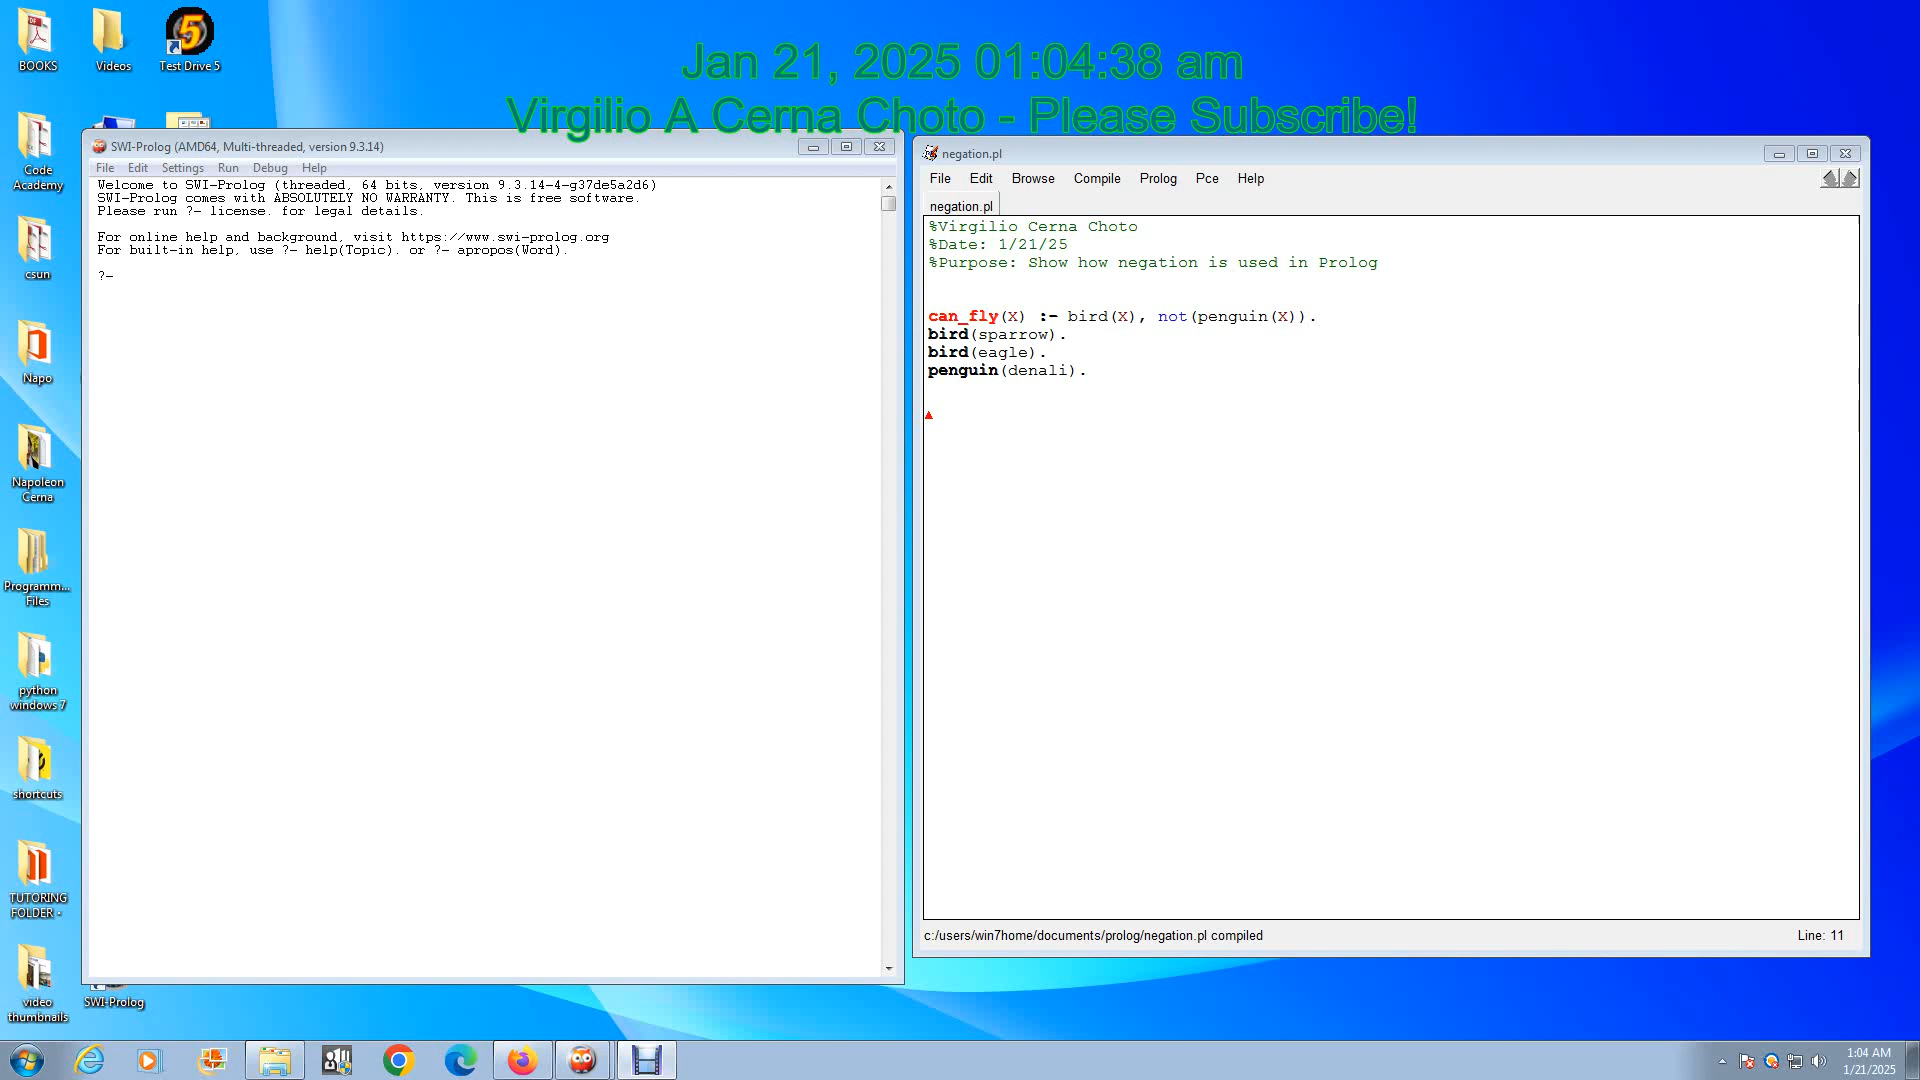 Jan 21, 2025 01:04:38 am
Virgilio A Cerna Choto - Please Subscribe!
BOOKS
Videos
Test Drive 5
Code
Academy
csun
Napo
Napoleon
Cerna
Programm...
Files
python
windows 7
shortcuts
TUTORING
FOLDER -
video
thumbnails
SWI-Prolog
SWI-Prolog (AMD64, Multi-threaded, version 9.3.14)
File Edit Settings Run Debug Help
Welcome to SWI-Prolog (threaded, 64 bits, version 9.3.14-4-g37de5a2d6)
SWI-Prolog comes with ABSOLUTELY NO WARRANTY. This is free software.
Please run ?- license. for legal details.
For online help and background, visit https://www.swi-prolog.org
For built-in help, use ?- help(Topic). or ?- apropos(Word).
?-
negation.pl
File Edit Browse Compile Prolog Pce Help
negation.pl
%Virgilio Cerna Choto
%Date: 1/21/25
%Purpose: Show how negation is used in Prolog
can_fly(X) :- bird(X), not(penguin(X)).
bird(sparrow).
bird(eagle).
penguin(denali).
c:/users/win7home/documents/prolog/negation.pl compiled
Line: 11
1:04 AM
1/21/2025